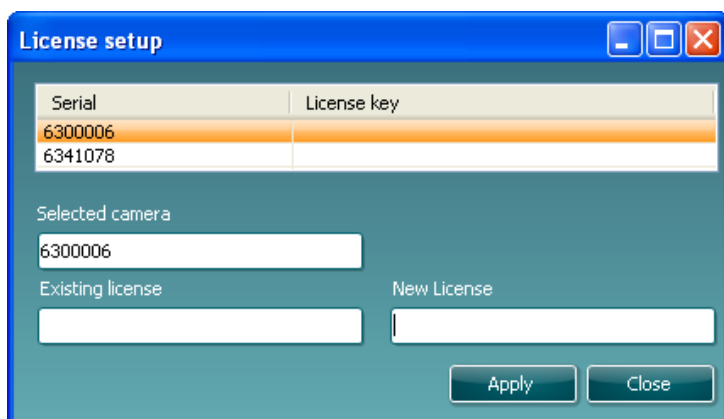 License setup
Serial License key
6300006
6341078
Selected camera
6300006
Existing license New License
Apply Close